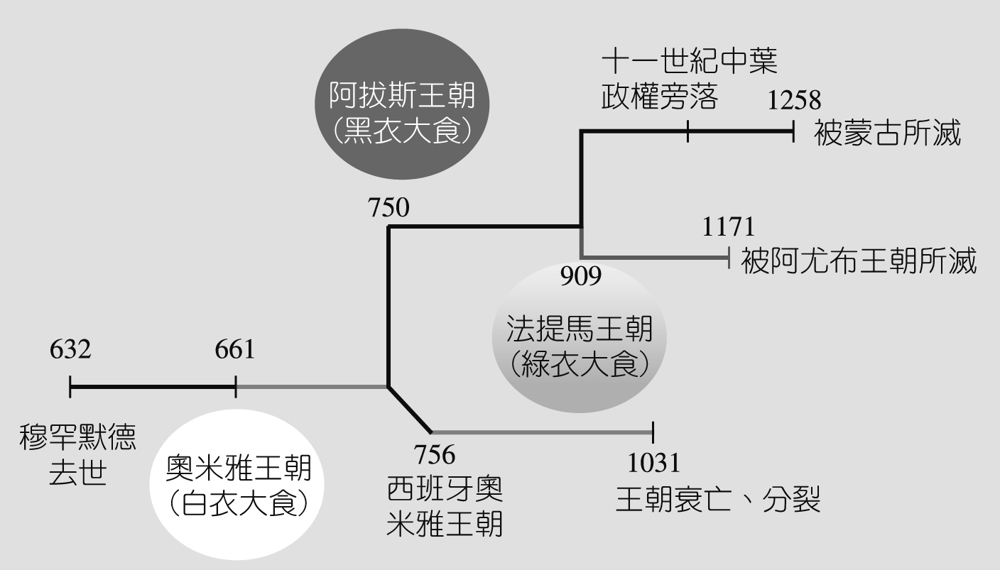 阿拔斯王朝
(黑衣大食)
十一世紀中葉
政權旁落
1258
被蒙古所滅
750
1171
被阿尤布王朝所滅
909
法提馬王朝
(綠衣大食)
632
661
穆罕默德
去世
奧米雅王朝
(白衣大食)
756
西班牙奧
米雅王朝
1031
王朝衰亡、分裂